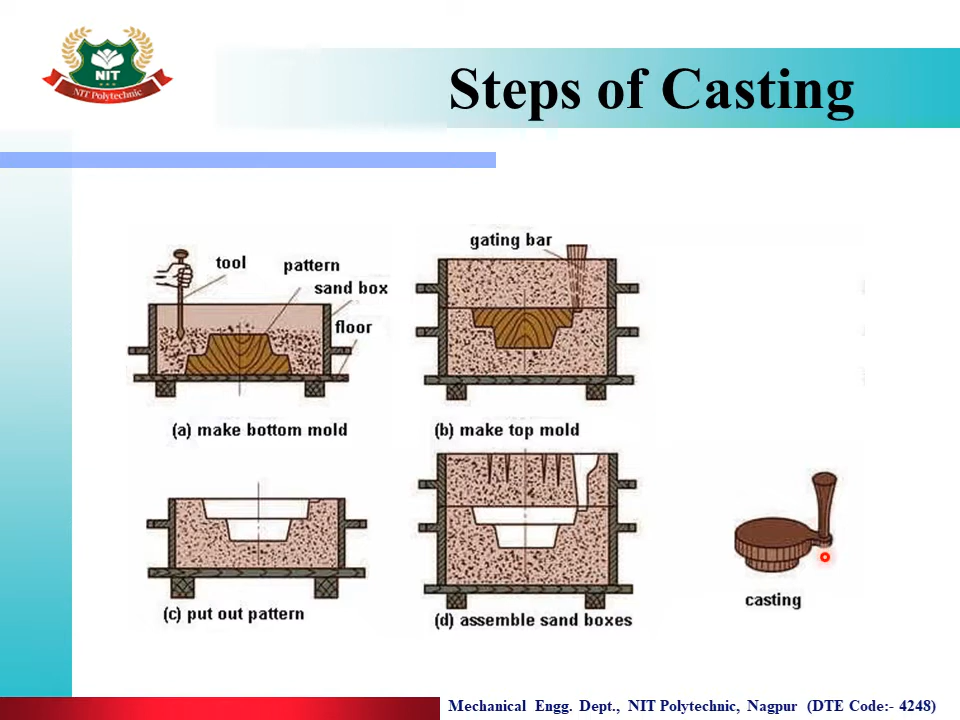 NIT
NIT Polytechnic
Steps of Casting
tool
pattern
sand box
floor
(a) make bottom mold
gating bar
(b) make top mold
(c) put out pattern
(d) assemble sand boxes
casting
Mechanical Engg. Dept., NIT Polytechnic, Nagpur (DTE Code:- 4248)